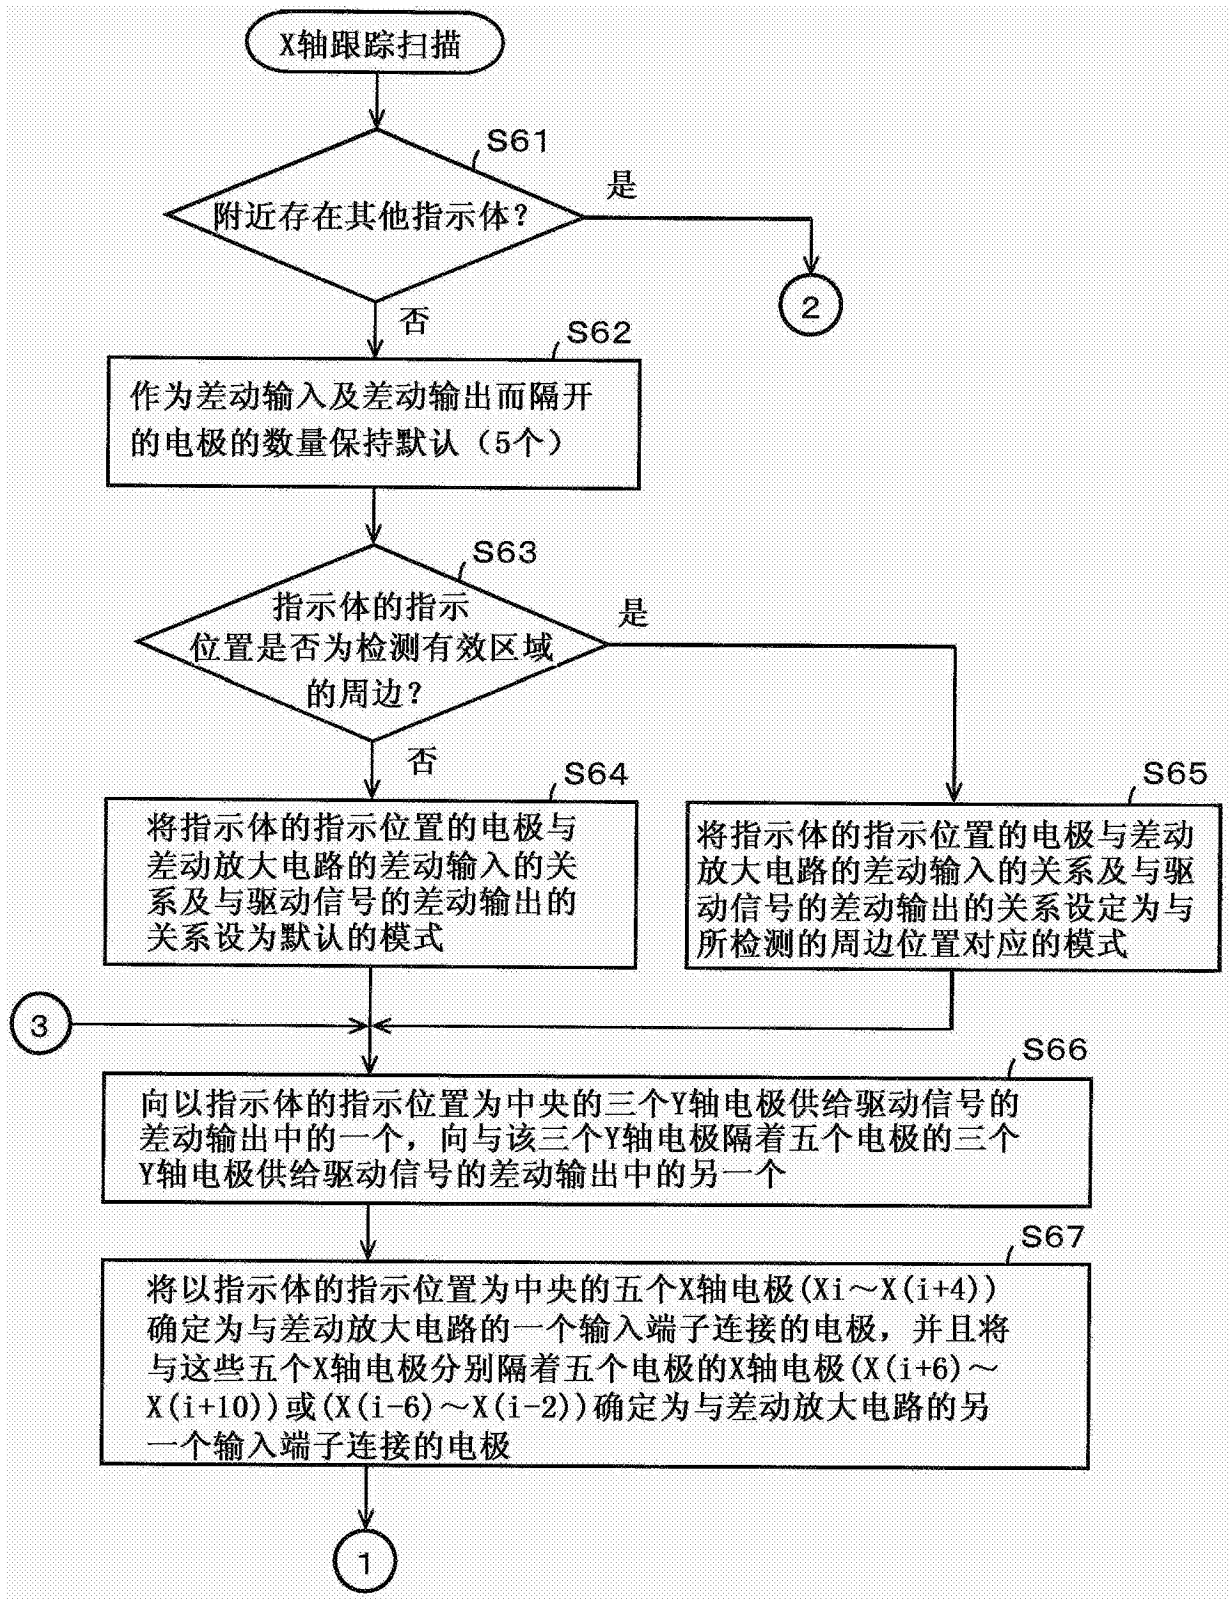 X轴跟踪扫描
S61
附近存在其他指示体？
是
2
否
S62
作为差动输入及差动输出而隔开
的电极的数量保持默认（5个）
S63
指示体的指示
位置是否为检测有效区域
的周边？
是
否
S64
将指示体的指示位置的电极与
差动放大电路的差动输入的关
系及与驱动信号的差动输出的
关系设为默认的模式
S65
将指示体的指示位置的电极与差动
放大电路的差动输入的关系及与驱
动信号的差动输出的关系设定为与
所检测的周边位置对应的模式
3
S66
向以指示体的指示位置为中央的三个Y轴电极供给驱动信号的
差动输出中的一个，向与该三个Y轴电极隔着五个电极的三个
Y轴电极供给驱动信号的差动输出中的另一个
S67
将以指示体的指示位置为中央的五个X轴电极(Xi～X(i+4))
确定为与差动放大电路的一个输入端子连接的电极，并且将
与这些五个X轴电极分别隔着五个电极的X轴电极(X(i+6)～
X(i+10))或(X(i-6)～X(i-2))确定为与差动放大电路的另
一个输入端子连接的电极
1